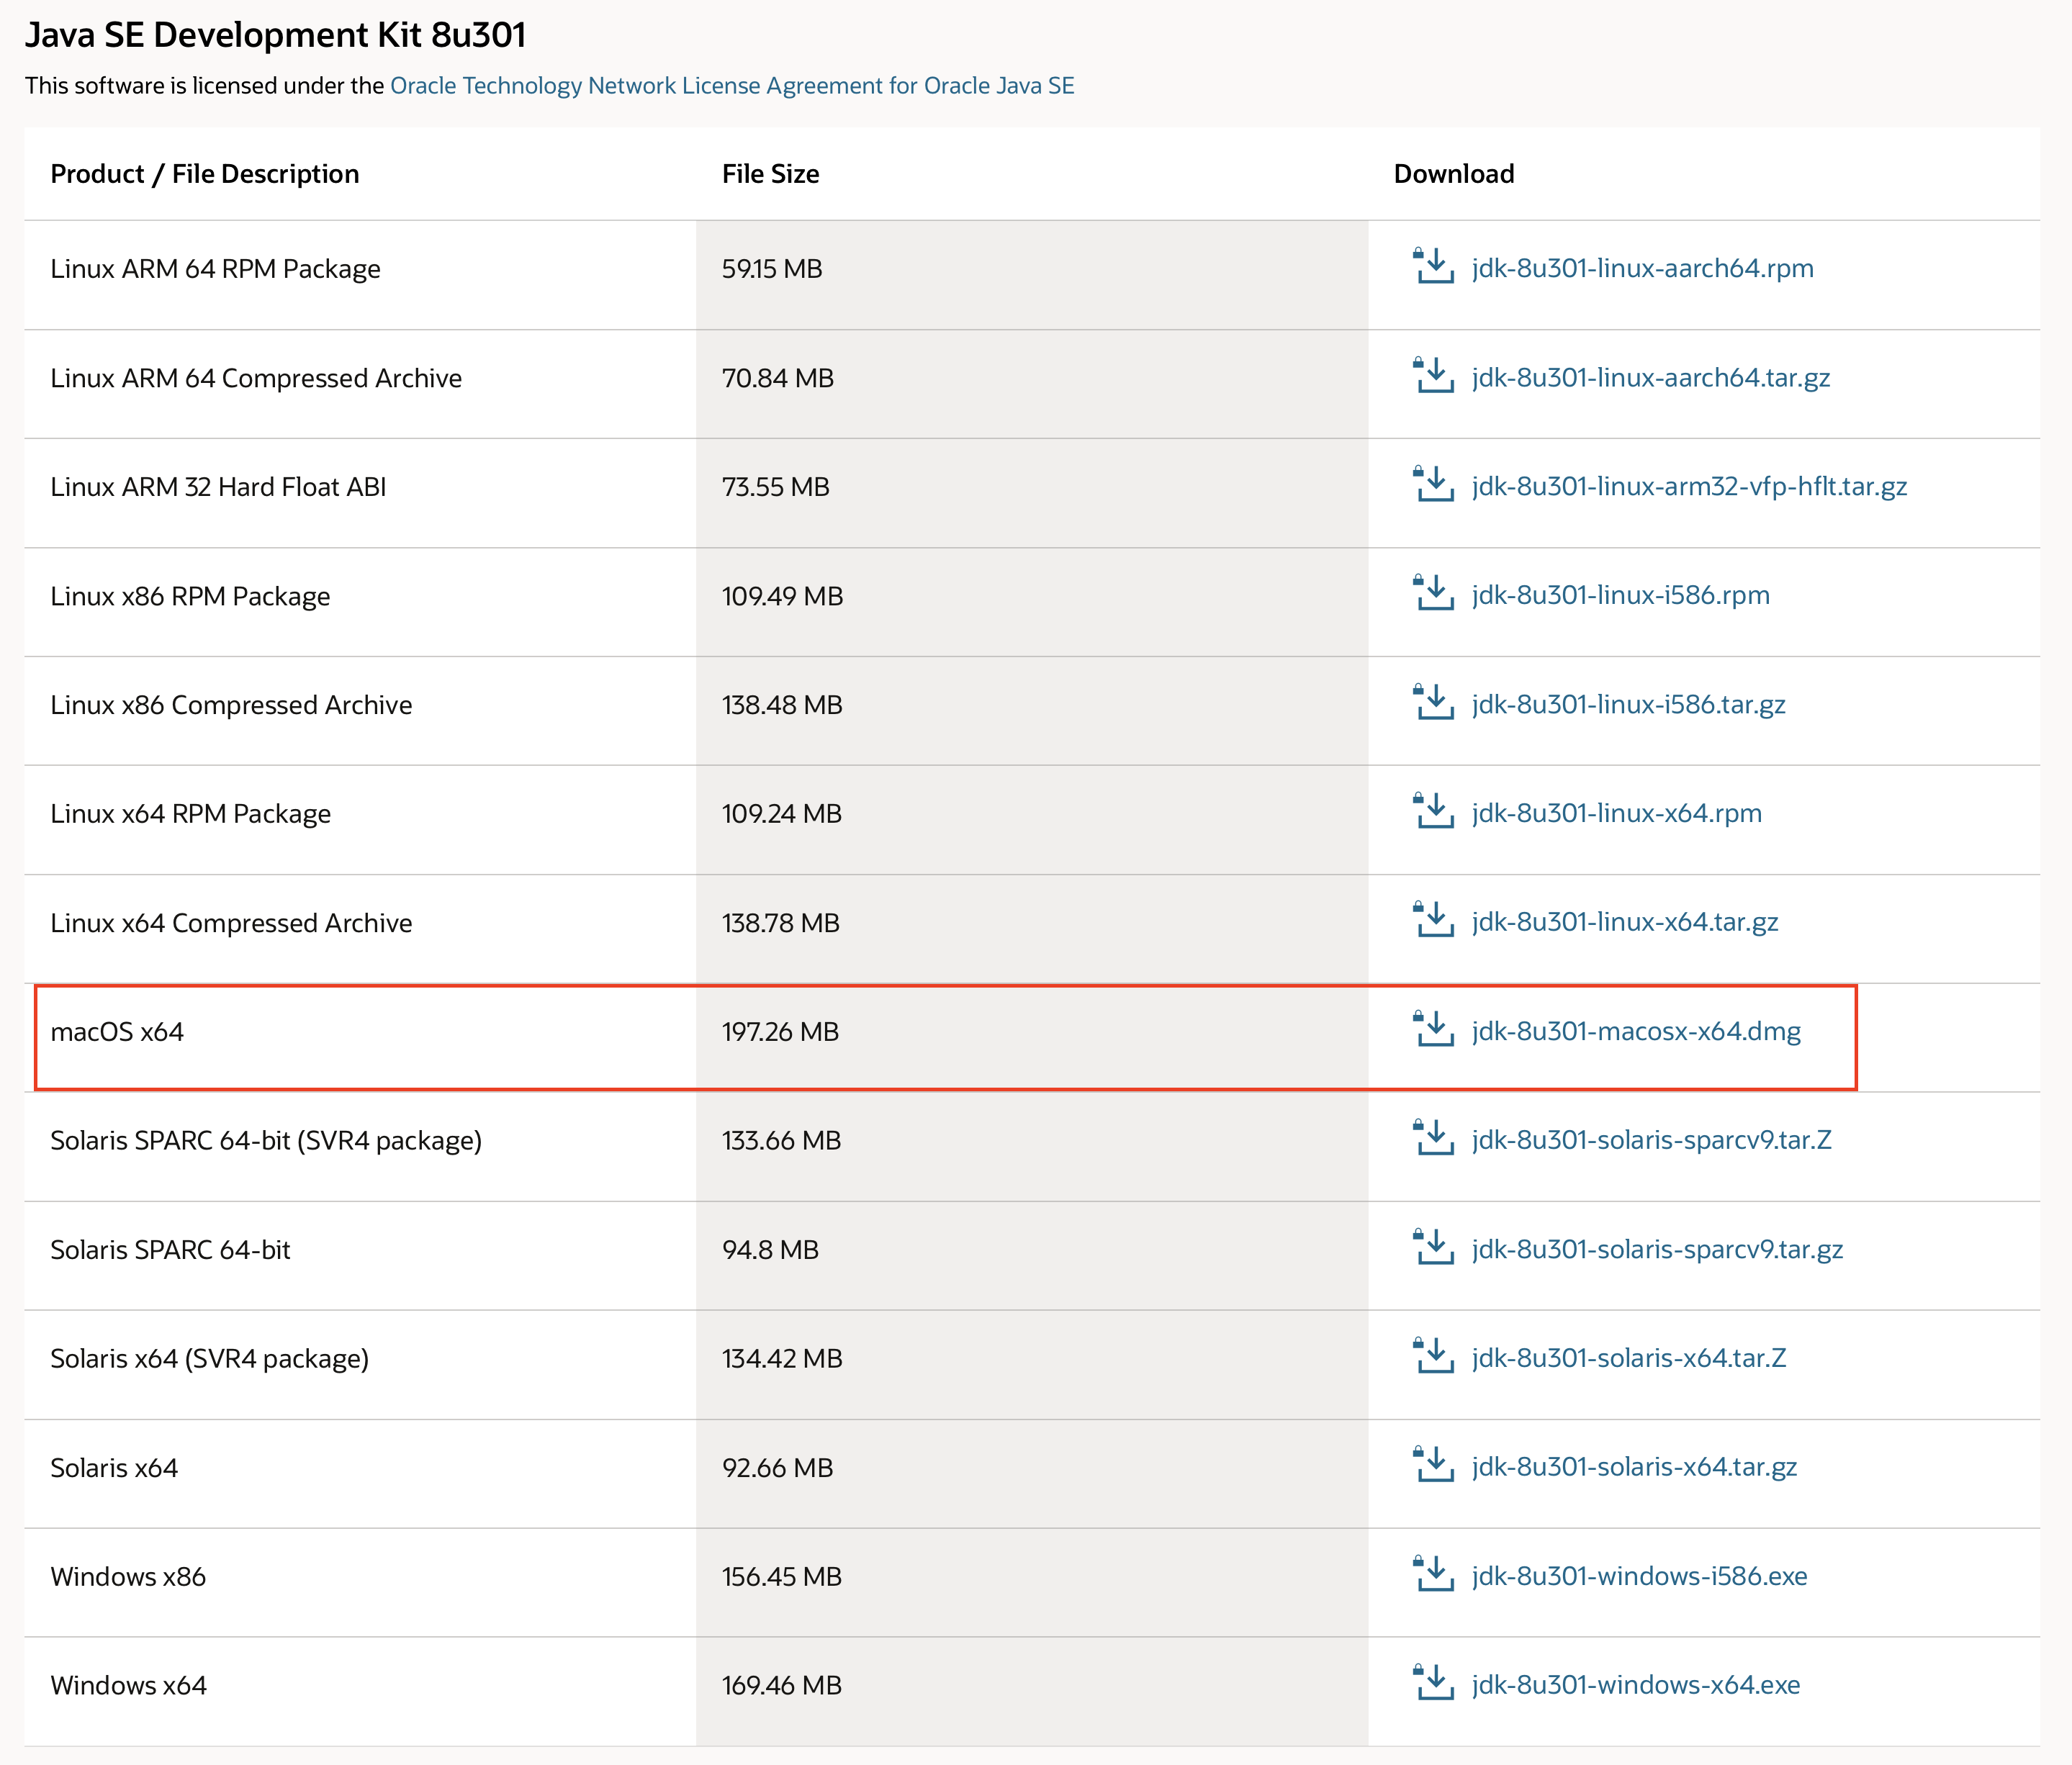 Java SE Development Kit 8u301
This software is licensed under the Oracle Technology Network License Agreement for Oracle Java SE
Product / File Description File Size Download
Linux ARM 64 RPM Package 59.15 MB jdk-8u301-linux-aarch64.rpm
Linux ARM 64 Compressed Archive 70.84 MB jdk-8u301-linux-aarch64.tar.gz
Linux ARM 32 Hard Float ABI 73.55 MB jdk-8u301-linux-arm32-vfp-hflt.tar.gz
Linux x86 RPM Package 109.49 MB jdk-8u301-linux-i586.rpm
Linux x86 Compressed Archive 138.48 MB jdk-8u301-linux-i586.tar.gz
Linux x64 RPM Package 109.24 MB jdk-8u301-linux-x64.rpm
Linux x64 Compressed Archive 138.78 MB jdk-8u301-linux-x64.tar.gz
macOS x64 197.26 MB jdk-8u301-macosx-x64.dmg
Solaris SPARC 64-bit (SVR4 package) 133.66 MB jdk-8u301-solaris-sparcv9.tar.Z
Solaris SPARC 64-bit 94.8 MB jdk-8u301-solaris-sparcv9.tar.gz
Solaris x64 (SVR4 package) 134.42 MB jdk-8u301-solaris-x64.tar.Z
Solaris x64 92.66 MB jdk-8u301-solaris-x64.tar.gz
Windows x86 156.45 MB jdk-8u301-windows-i586.exe
Windows x64 169.46 MB jdk-8u301-windows-x64.exe